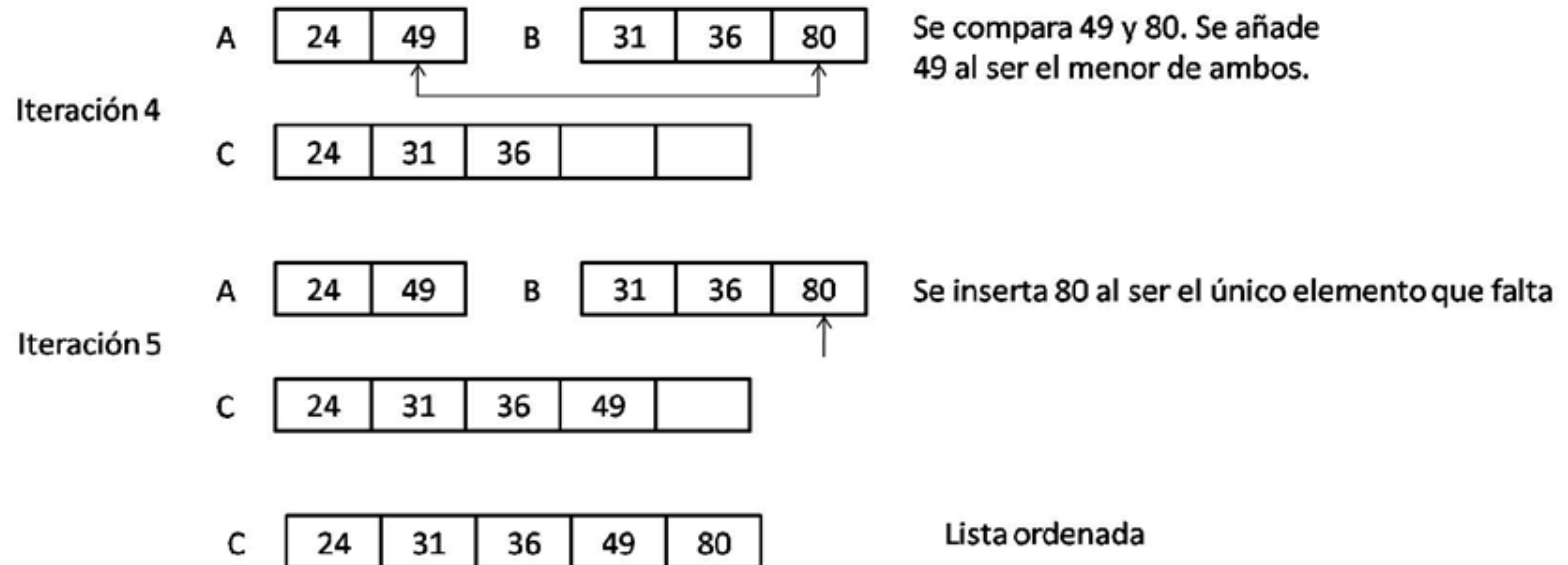 A 24 49 B 31 36 80 Se compara 49 y 80. Se añade
49 al ser el menor de ambos.
Iteración 4
C 24 31 36
A 24 49 B 31 36 80 Se inserta 80 al ser el único elemento que falta
Iteración 5
C 24 31 36 49
C 24 31 36 49 80 Lista ordenada